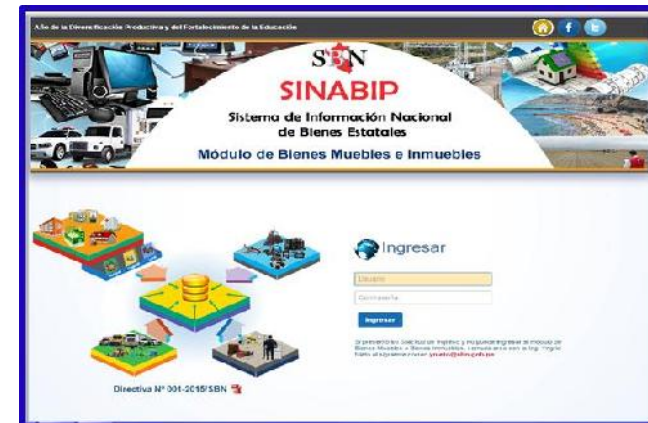 Año de la Diversificación Productiva y del Fortalecimiento de la Educación
SBN
SINABIP
Sistema de Información Nacional
de Bienes Estatales
Módulo de Bienes Muebles e Inmuebles
Ingresar
Usuario
Contraseña
Ingresar
Directiva N° 001-2015/SBN